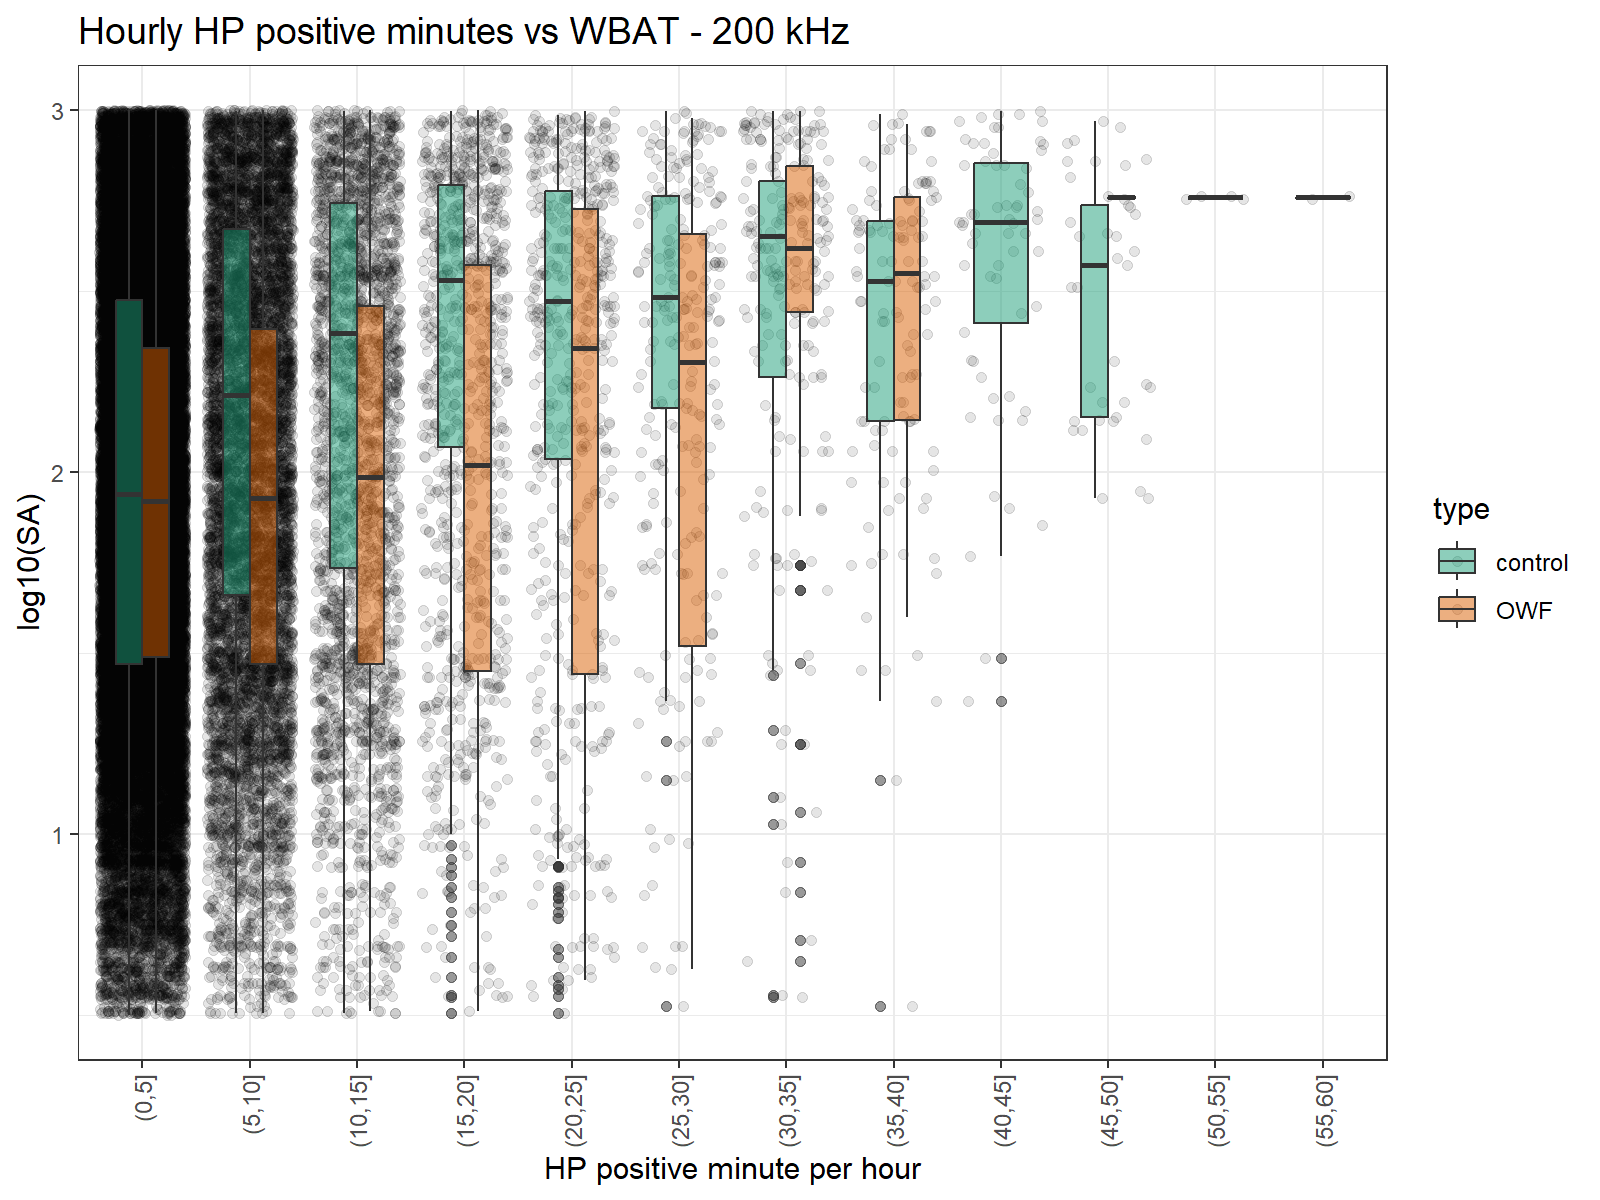 Hourly HP positive minutes vs WBAT - 200 kHz
log10(SA)
3
2
1
(0,5]
(5,10]
(10,15]
(15,20]
(20,25]
(25,30]
(30,35]
(35,40]
(40,45]
(45,50]
(50,55]
(55,60]
HP positive minute per hour
type
control
OWF